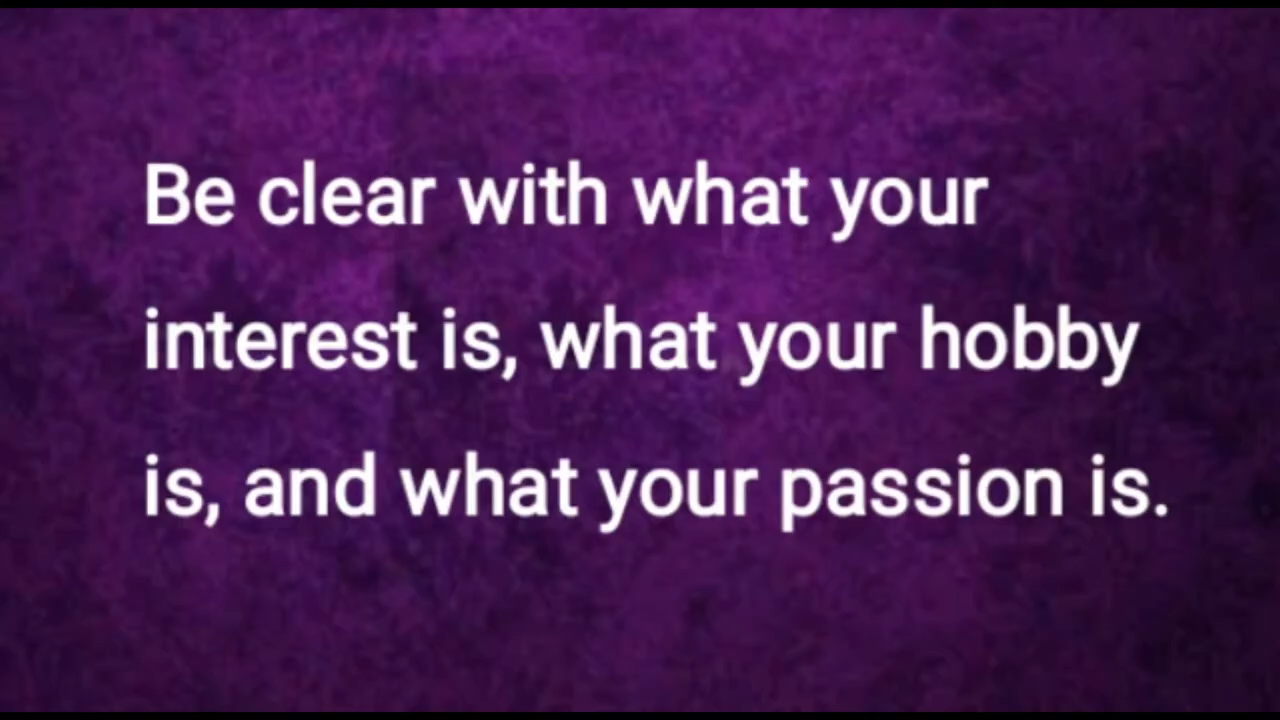 Be clear with what your
interest is, what your hobby
is, and what your passion is.